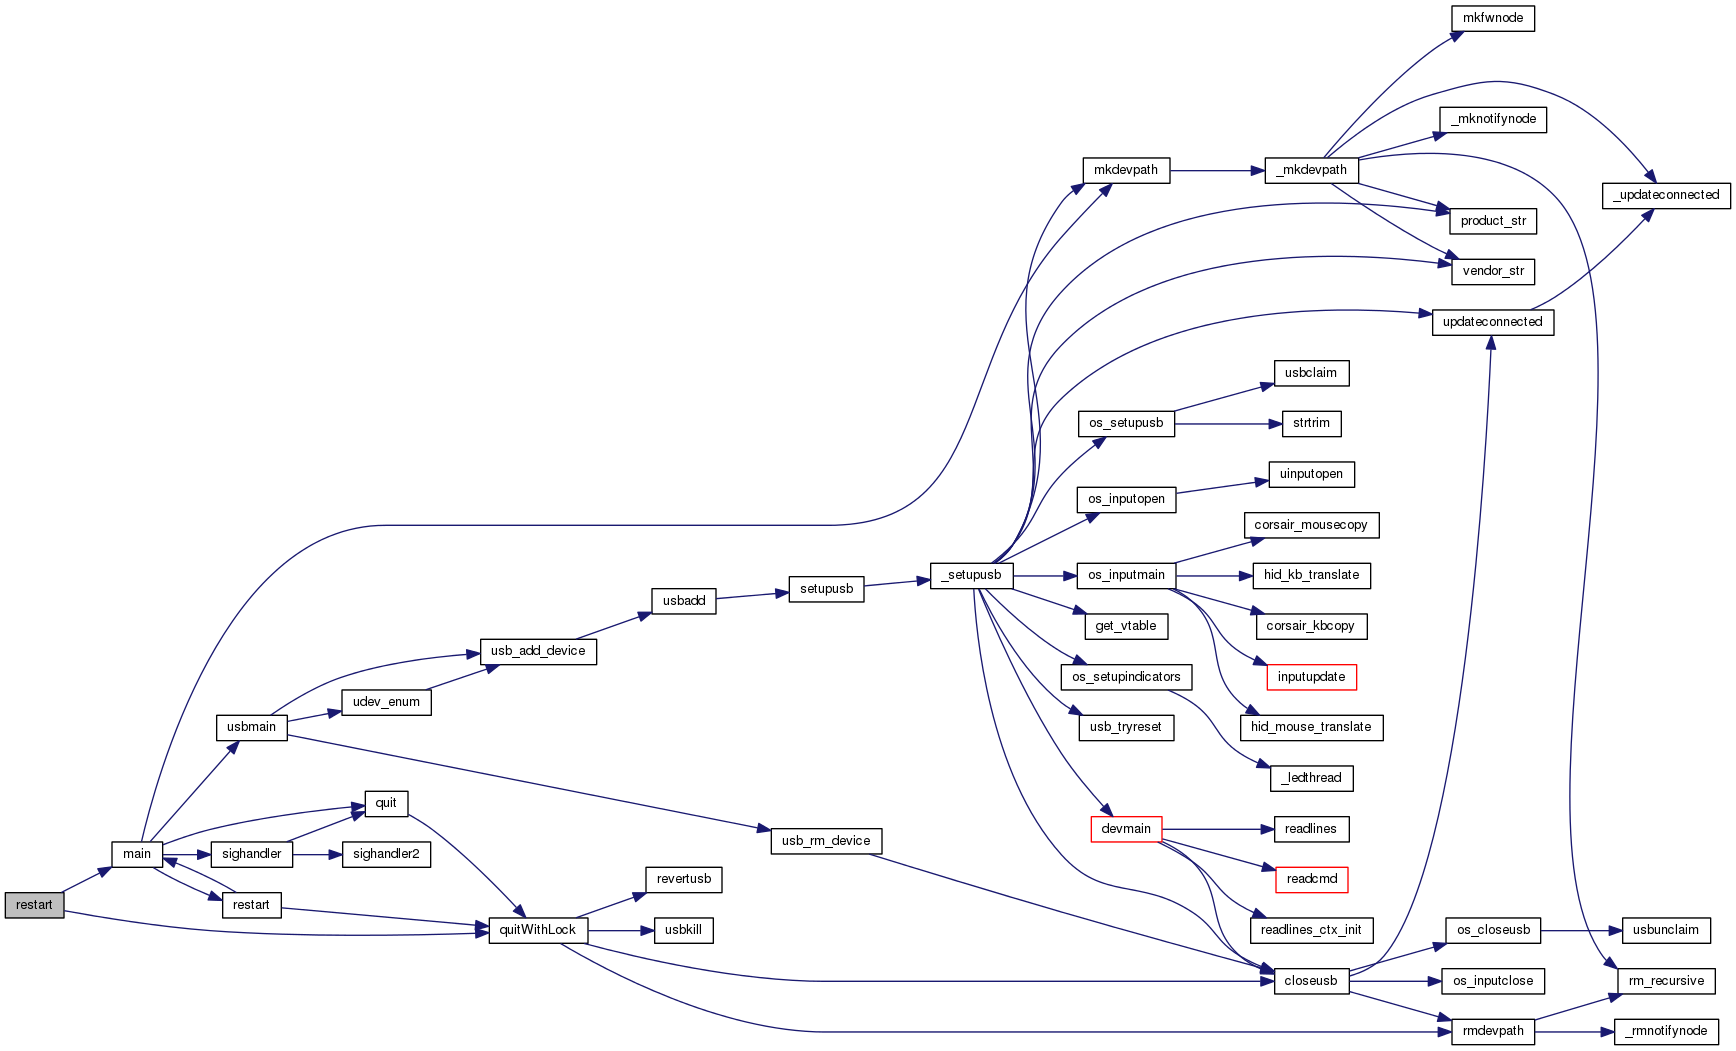 mkfwnode
_mknotifynode
mkdevpath
_mkdevpath
_updateconnected
product_str
vendor_str
updateconnected
usbclaim
os_setupusb
strtrim
uinputopen
os_inputopen
corsair_mousecopy
_setupusb
os_inputmain
hid_kb_translate
setupusb
usbadd
get_vtable
corsair_kbcopy
usb_add_device
os_setupindicators
inputupdate
udev_enum
usbmain
usb_tryreset
hid_mouse_translate
_ledthread
quit
devmain
readlines
usb_rm_device
main
sighandler
sighandler2
revertusb
readcmd
restart
restart
quitWithLock
usbkill
readlines_ctx_init
os_closeusb
usbunclaim
closeusb
os_inputclose
rm_recursive
rmdevpath
_rmnotifynode